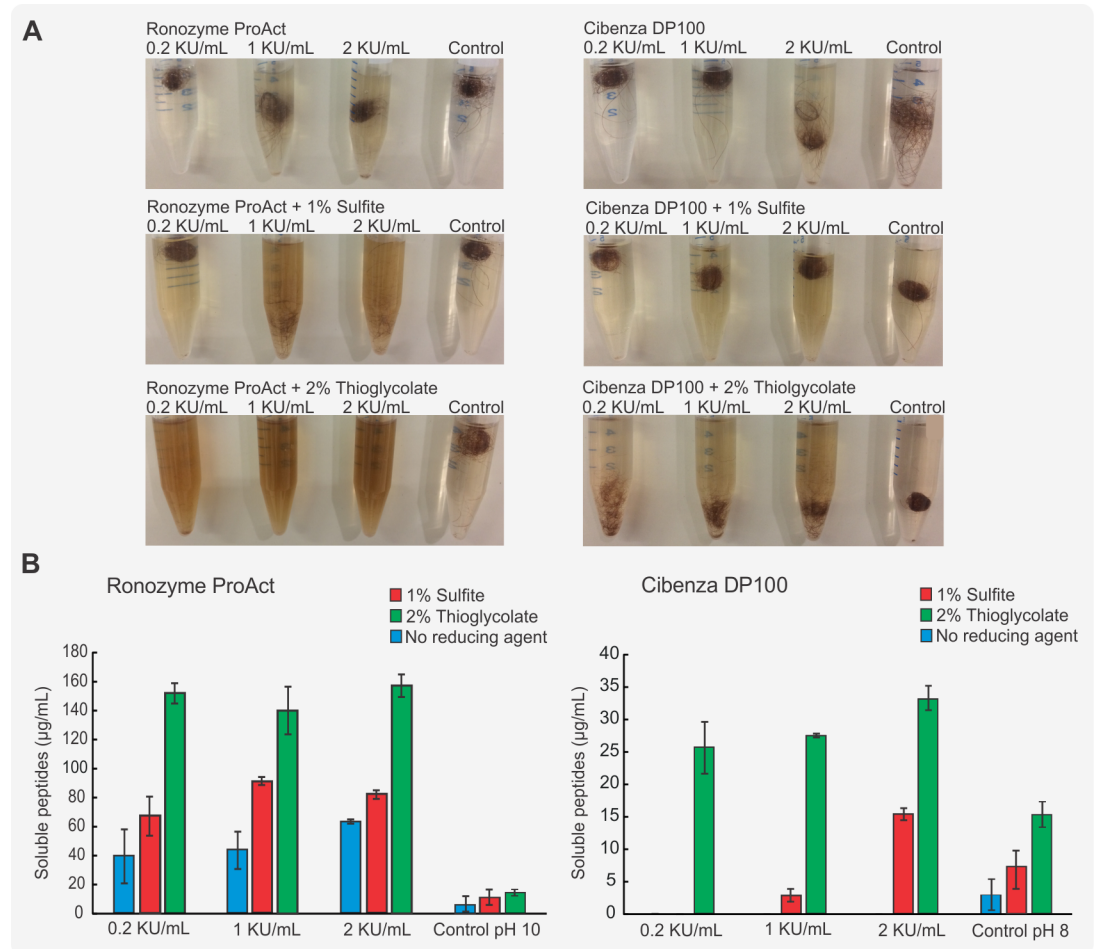 A
Ronozyme ProAct
0.2 KU/mL 1 KU/mL 2 KU/mL Control
Cibenza DP100
0.2 KU/mL 1 KU/mL 2 KU/mL Control
Ronozyme ProAct + 1% Sulfite
0.2 KU/mL 1 KU/mL 2 KU/mL Control
Cibenza DP100 + 1% Sulfite
0.2 KU/mL 1 KU/mL 2 KU/mL Control
Ronozyme ProAct + 2% Thioglycolate
0.2 KU/mL 1 KU/mL 2 KU/mL Control
Cibenza DP100 + 2% Thiolgycolate
0.2 KU/mL 1 KU/mL 2 KU/mL Control
B
Ronozyme ProAct
1% Sulfite
2% Thioglycolate
No reducing agent
Soluble peptides (µg/mL)
180
160
140
120
100
80
60
40
20
0
0.2 KU/mL 1 KU/mL 2 KU/mL Control pH 10
Cibenza DP100
1% Sulfite
2% Thioglycolate
No reducing agent
Soluble peptides (µg/mL)
40
35
30
25
20
15
10
5
0
0.2 KU/mL 1 KU/mL 2 KU/mL Control pH 8